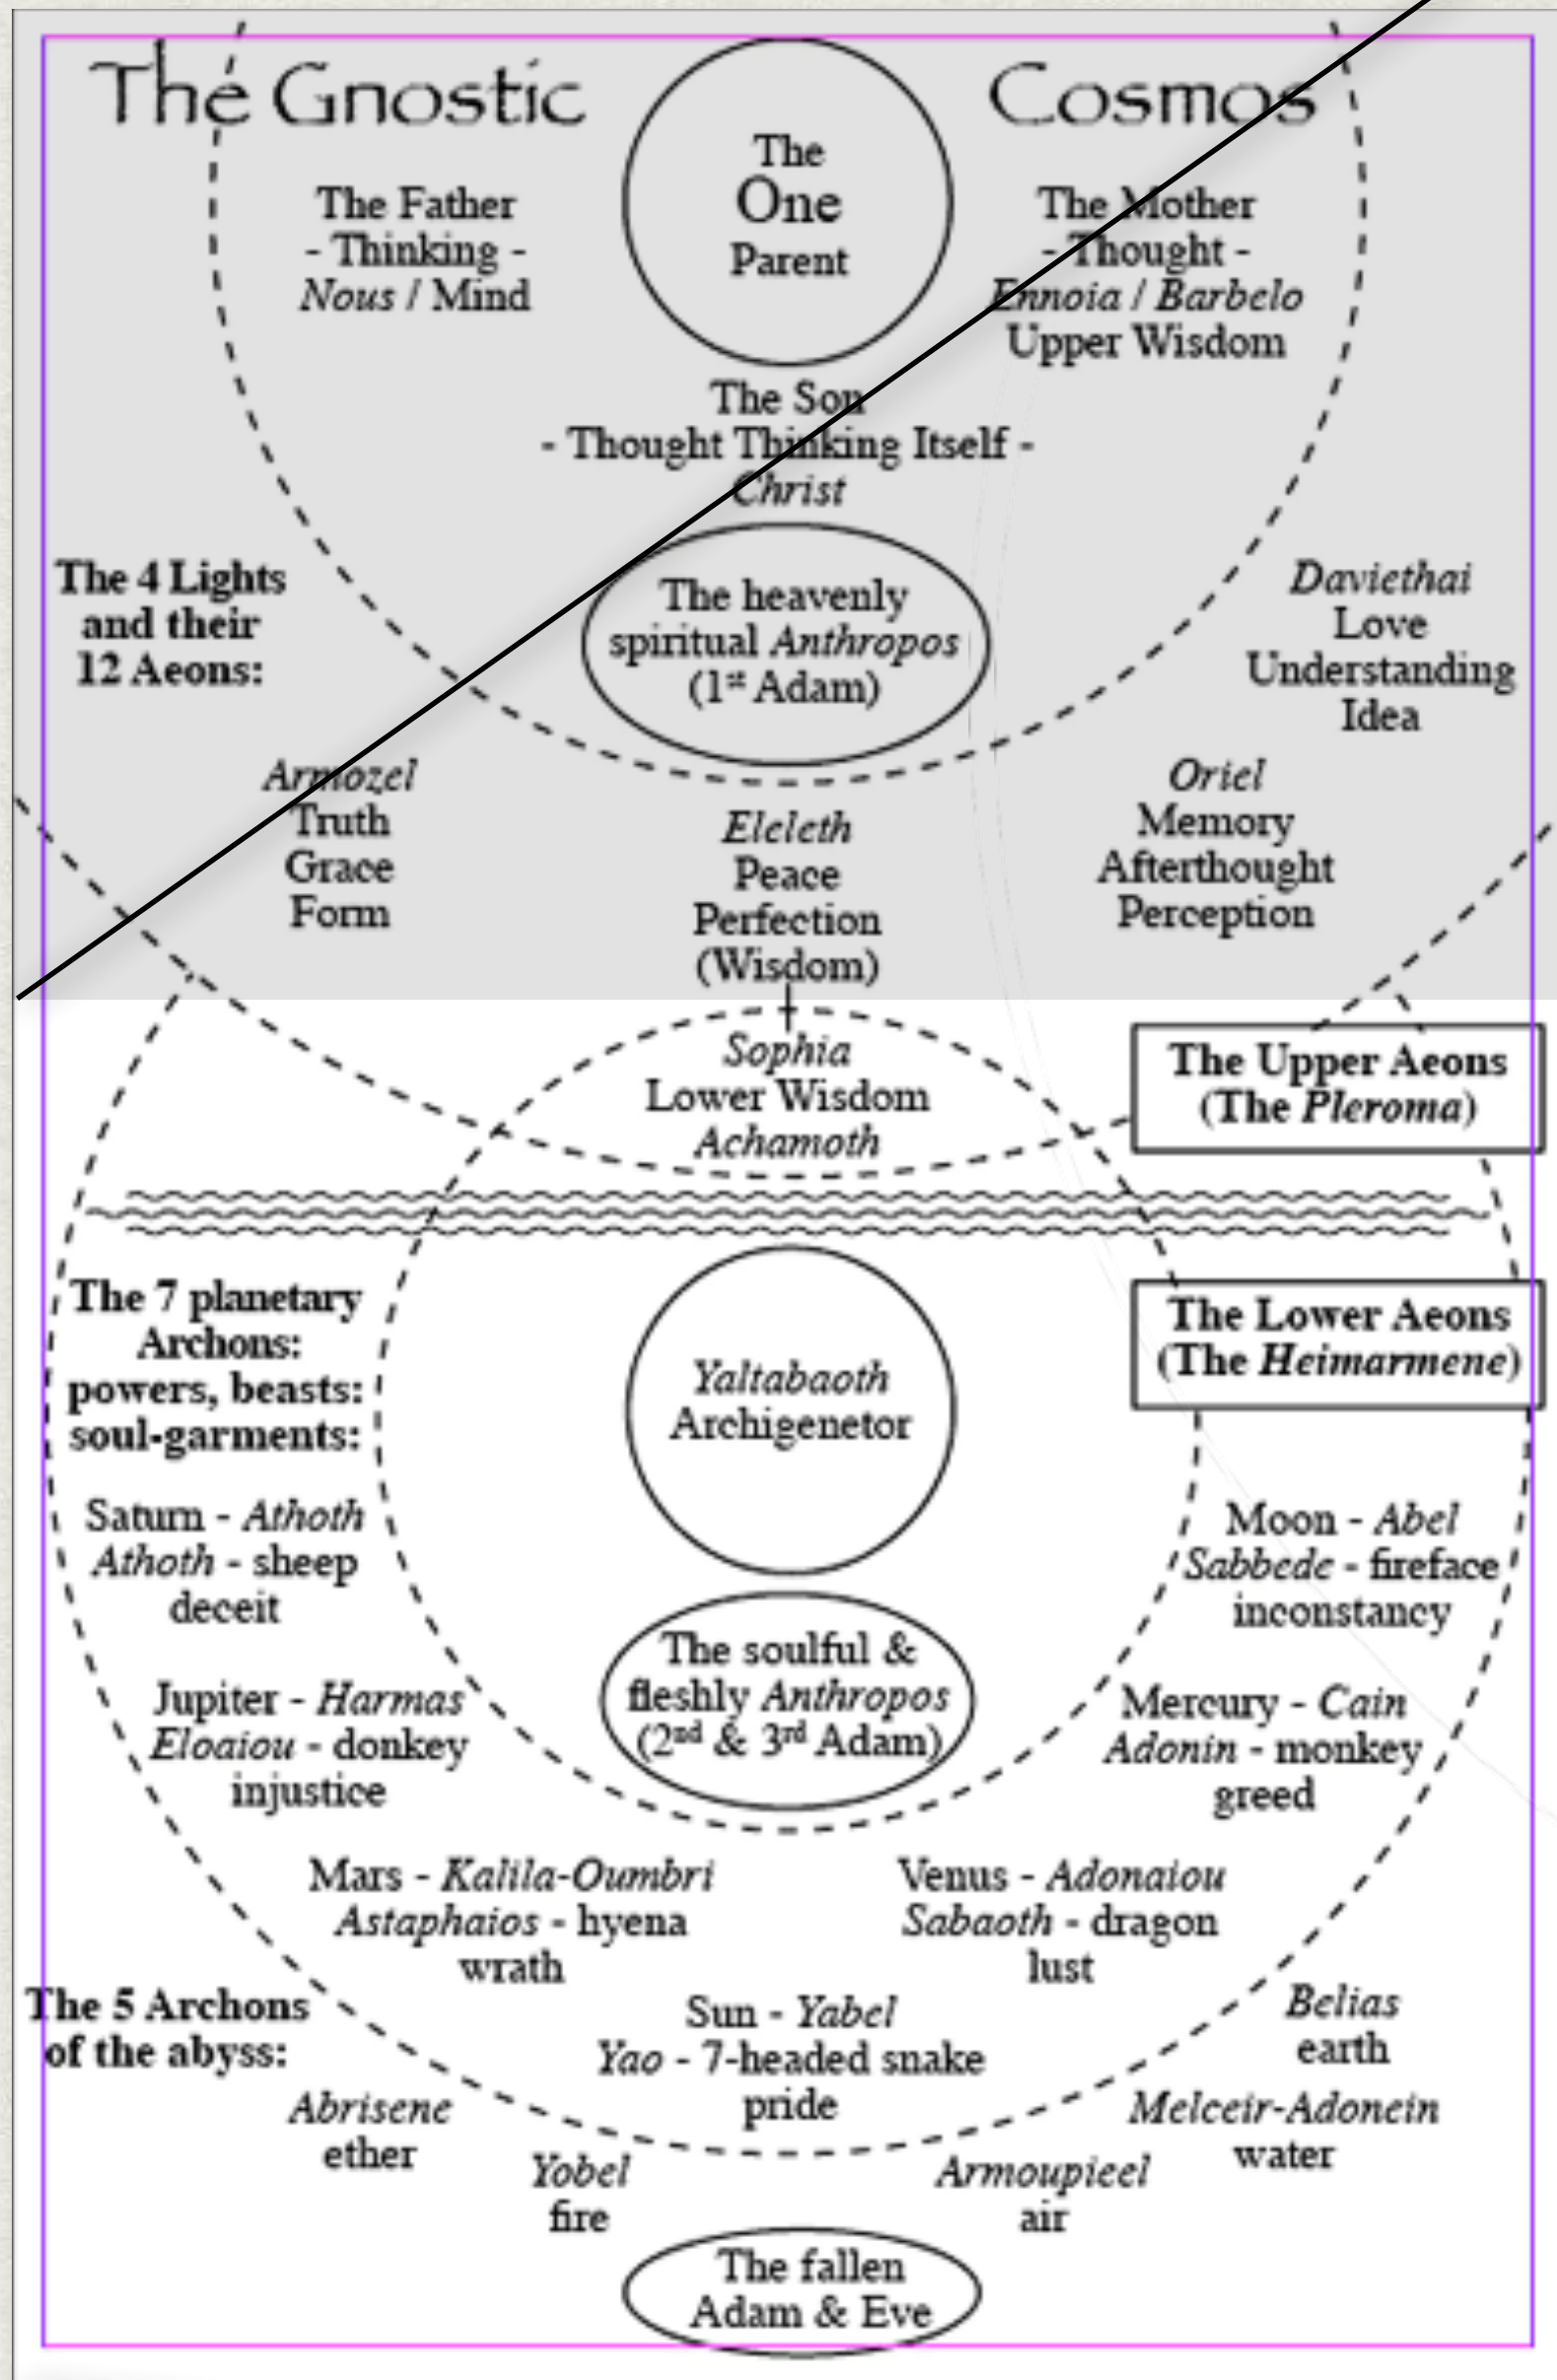 The Gnostic Cosmos
The
One
Parent
The Father
- Thinking -
Nous / Mind
The Mother
- Thought -
Ennoia / Barbelo
Upper Wisdom
The Son
- Thought Thinking Itself -
Christ
The heavenly
spiritual Anthropos
(1st Adam)
The 4 Lights
and their
12 Aeons:
Armozel
Truth
Grace
Form
Eleleth
Peace
Perfection
(Wisdom)
Oriel
Memory
Afterthought
Perception
Daviethai
Love
Understanding
Idea
Sophia
Lower Wisdom
Achamoth
The Upper Aeons
(The Pleroma)
The Lower Aeons
(The Heimarmene)
Yaltabaoth
Archigenetor
The soulful &
fleshly Anthropos
(2nd & 3rd Adam)
The 7 planetary
Archons:
powers, beasts:
soul-garments:
Saturn - Athoth
Athoth - sheep
deceit
Jupiter - Harmas
Eloaiou - donkey
injustice
Mars - Kalila-Oumbri
Astaphaios - hyena
wrath
Sun - Yabel
Yao - 7-headed snake
pride
Venus - Adonaiou
Sabaoth - dragon
lust
Mercury - Cain
Adonin - monkey
greed
Moon - Abel
Sabbede - fireface
inconstancy
The 5 Archons
of the abyss:
Abrisene
ether
Yobel
fire
Armoupieel
air
Melceir-Adonein
water
Belias
earth
The fallen
Adam & Eve